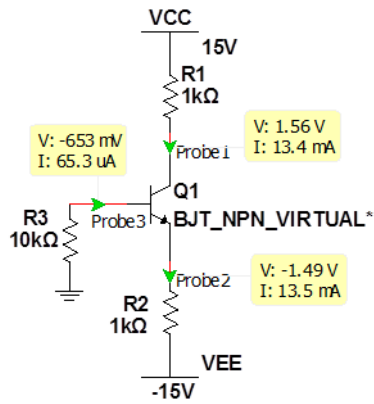 VCC
15V
R1
1kΩ
V: 1.56 V
I: 13.4 mA
Probe1
V: -653 mV
I: 65.3 uA
Q1
Probe3
BJT_NPN_VIRTUAL*
R3
10kΩ
V: -1.49 V
I: 13.5 mA
Probe2
R2
1kΩ
VEE
-15V